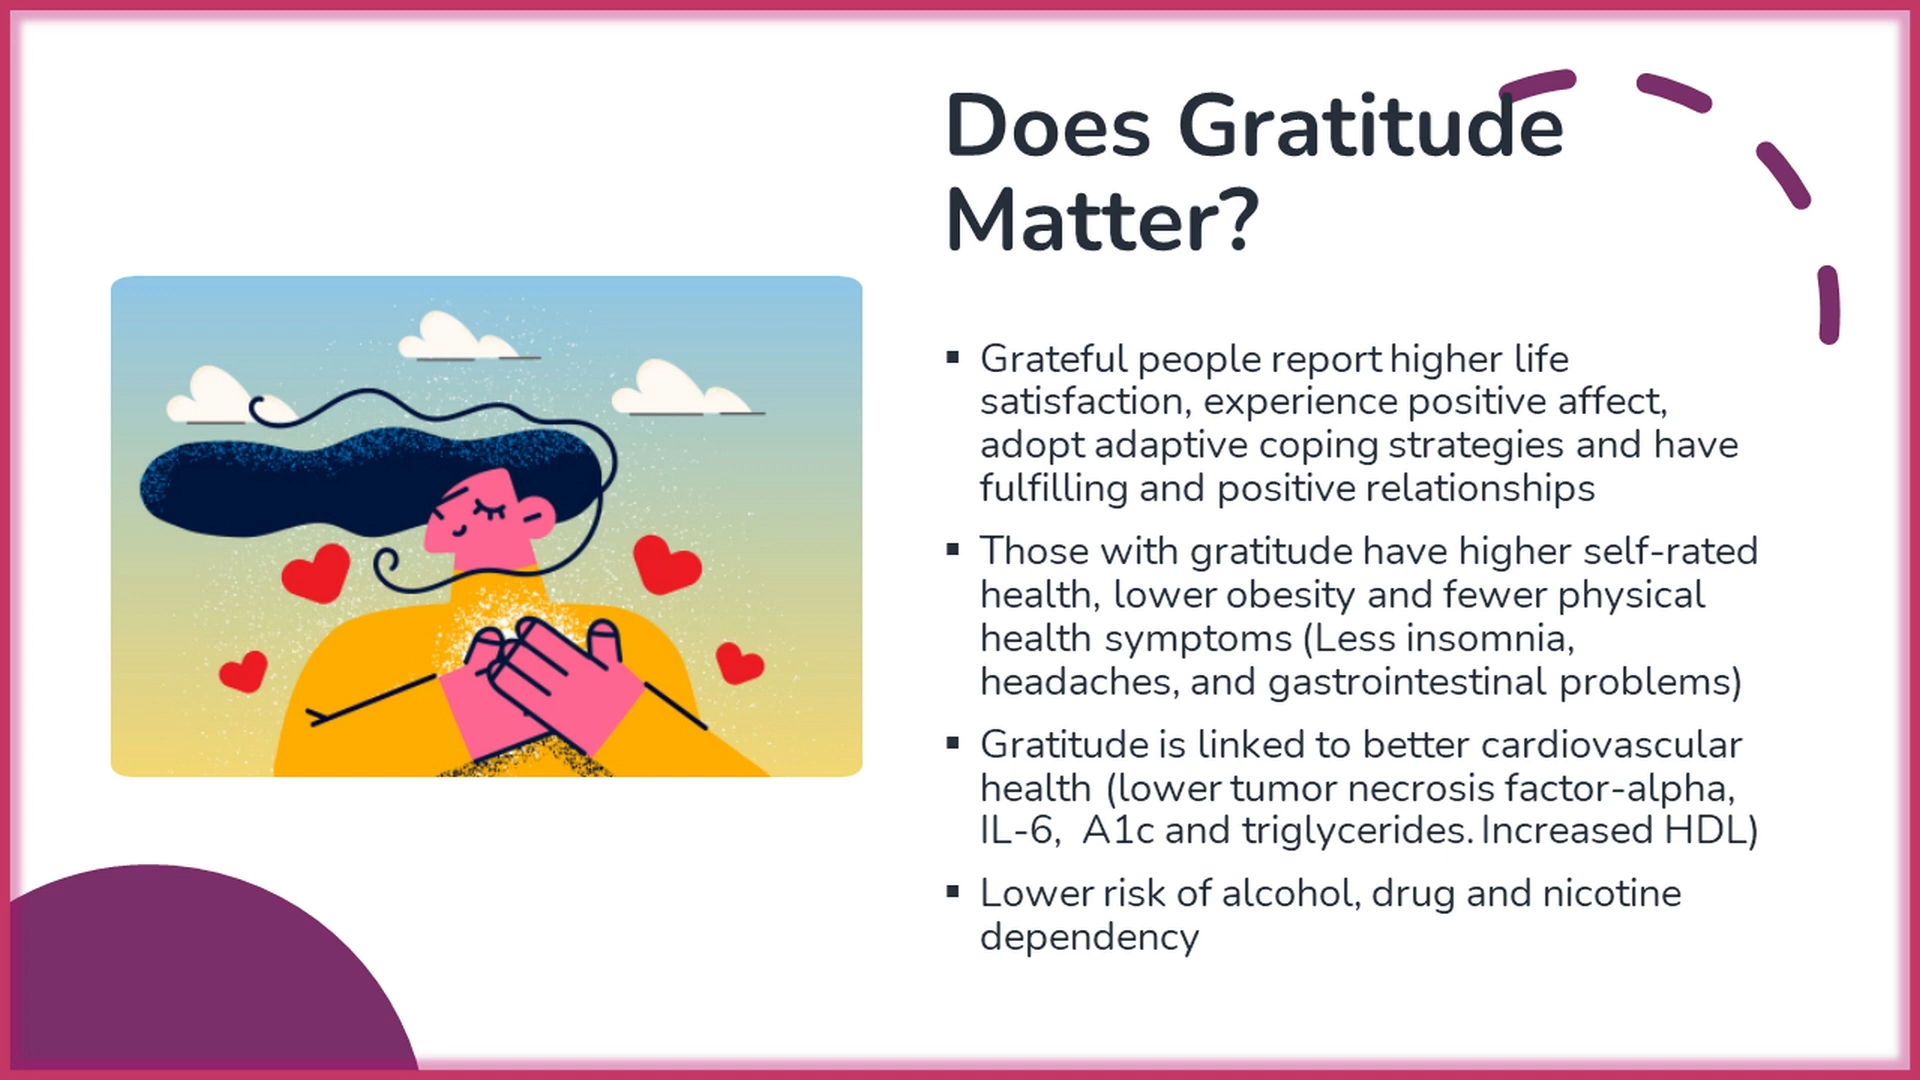 Does Gratitude
Matter?
▪ Grateful people report higher life
satisfaction, experience positive affect,
adopt adaptive coping strategies and have
fulfilling and positive relationships
▪ Those with gratitude have higher self-rated
health, lower obesity and fewer physical
health symptoms (Less insomnia,
headaches, and gastrointestinal problems)
▪ Gratitude is linked to better cardiovascular
health (lower tumor necrosis factor-alpha,
IL-6,  A1c and triglycerides. Increased HDL)
▪ Lower risk of alcohol, drug and nicotine
dependency